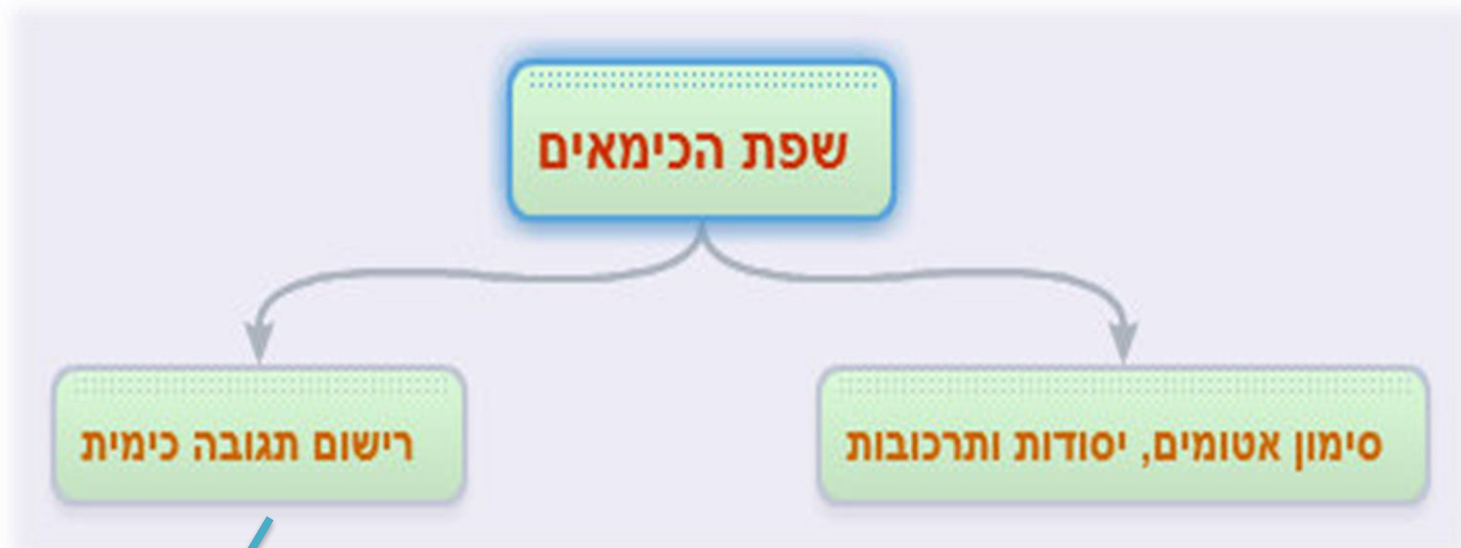 שפת הכימאים
סימון אטומים, יסודות ותרכובות
רישום תגובה כימית